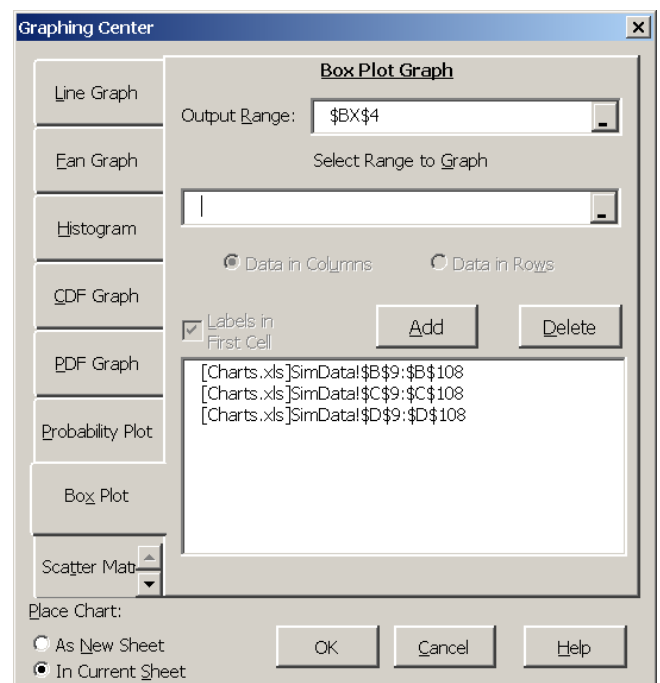 Graphing Center
Box Plot Graph
Line Graph
Output Range: $BX$4
Fan Graph
Select Range to Graph
Histogram
Data in Columns Data in Rows
CDF Graph
Labels in
First Cell
Add Delete
PDF Graph
[Charts.xls]SimData!$B$9:$B$108
[Charts.xls]SimData!$C$9:$C$108
[Charts.xls]SimData!$D$9:$D$108
Probability Plot
Box Plot
Scatter Matr
Place Chart:
As New Sheet
In Current Sheet
OK Cancel Help